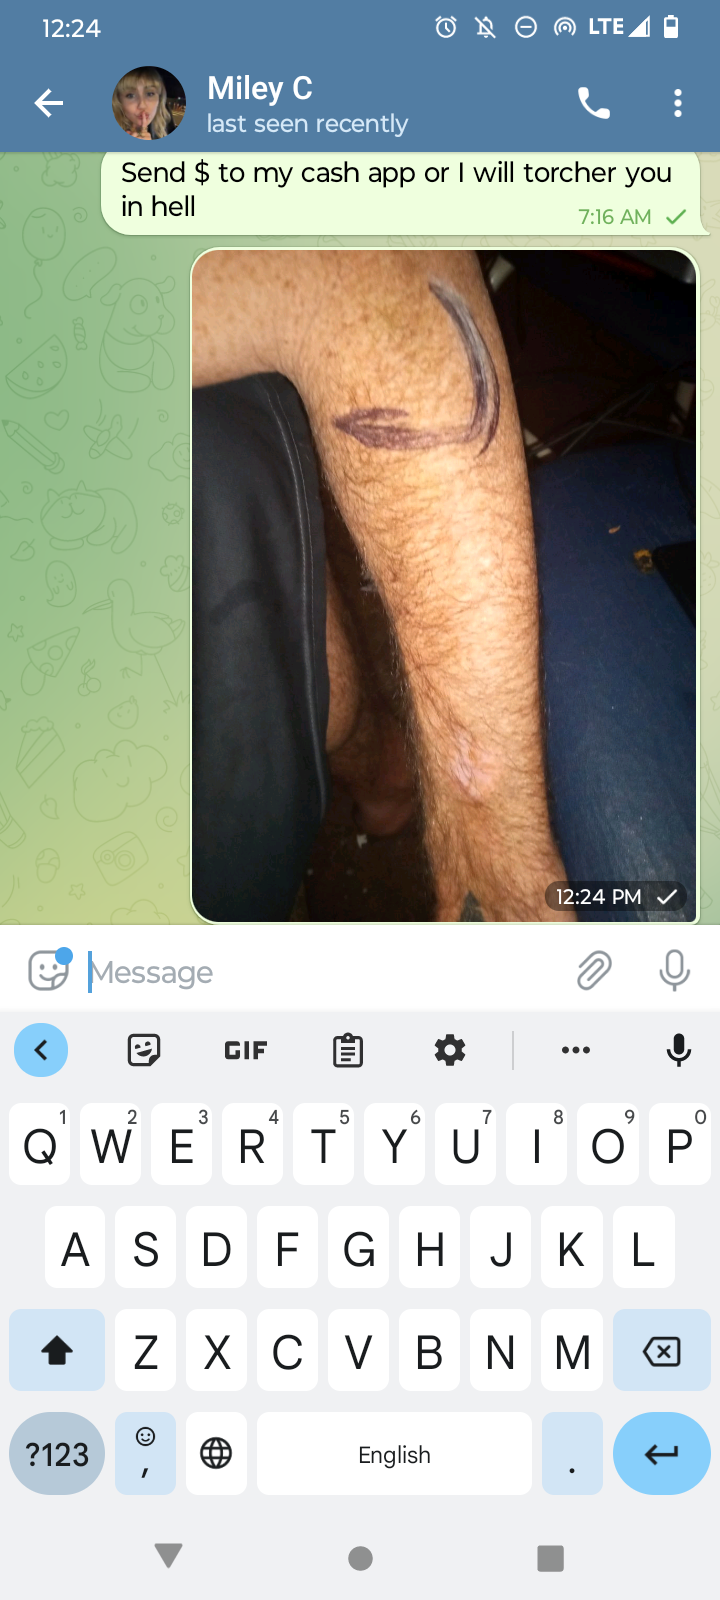 12:24
LTE
Miley C
last seen recently
Send $ to my cash app or I will torcher you
in hell
7:16 AM
12:24 PM
Message
GIF
Q1 W2 E3 R4 T5 Y6 U7 I8 O9 P0
A S D F G H J K L
Z X C V B N M
?123 , English .